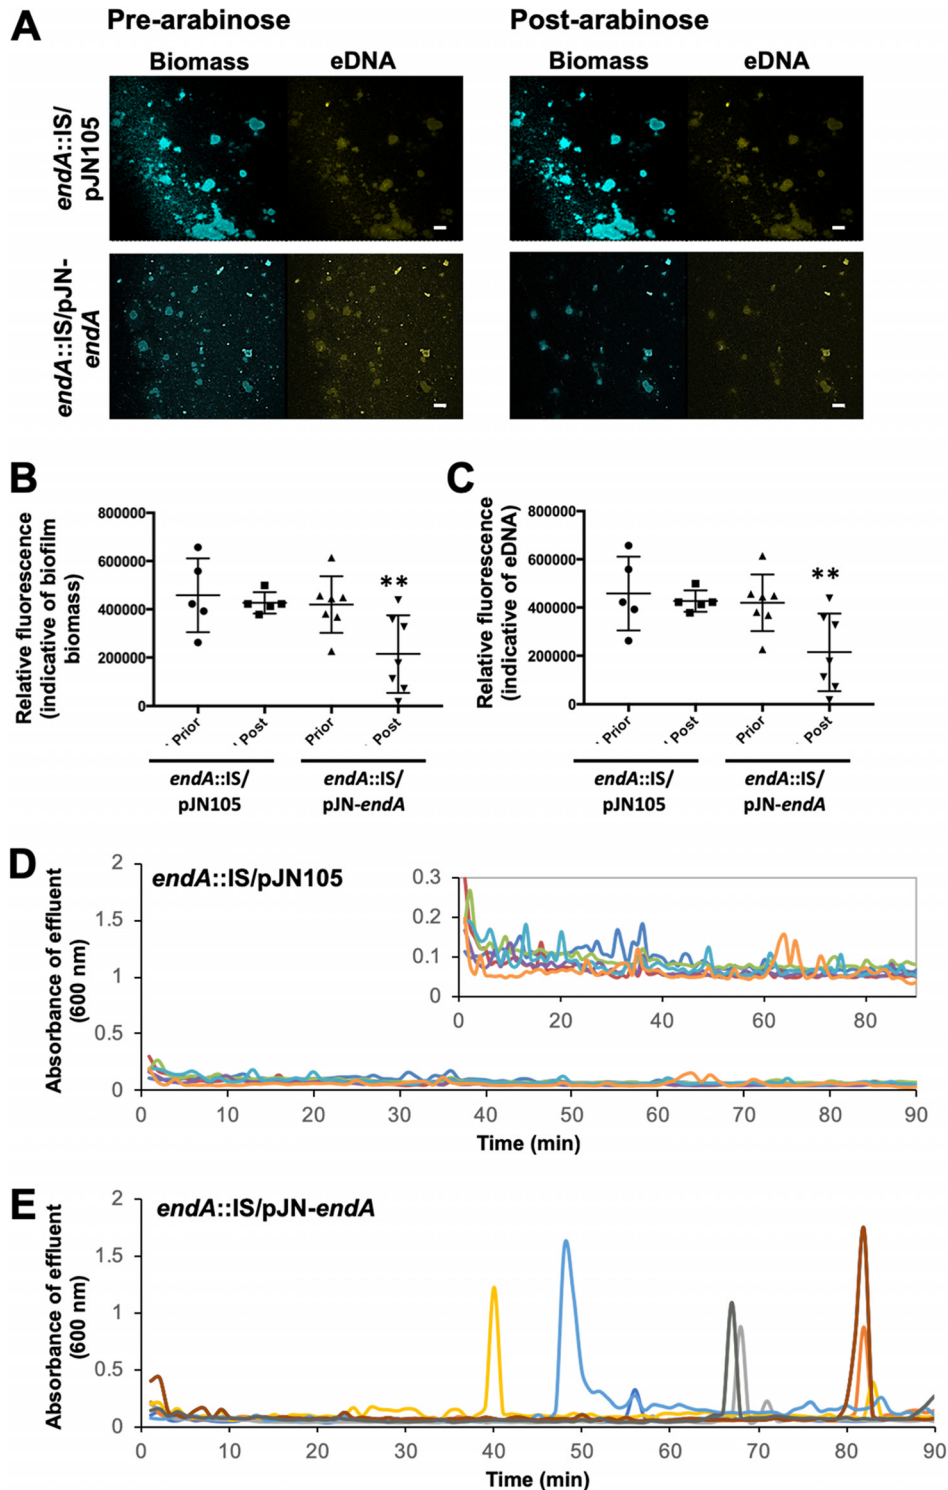 A
Pre-arabinose
Post-arabinose
Biomass
eDNA
Biomass
eDNA
endA::IS/
pJN105
endA::IS/pJN-
endA
B
Relative fluorescence
(indicative of biofilm
biomass)
800000
600000
400000
200000
0
**
Prior
Post
Prior
Post
endA::IS/
pJN105
endA::IS/
pJN-endA
C
Relative fluorescence
(indicative of eDNA)
800000
600000
400000
200000
0
**
Prior
Post
Prior
Post
endA::IS/
pJN105
endA::IS/
pJN-endA
D
endA::IS/pJN105
Absorbance of effluent
(600 nm)
2
1.5
1
0.5
0
0.3
0.2
0.1
0
0 20 40 60 80
0 10 20 30 40 50 60 70 80 90
Time (min)
E
endA::IS/pJN-endA
Absorbance of effluent
(600 nm)
2
1.5
1
0.5
0
0 10 20 30 40 50 60 70 80 90
Time (min)